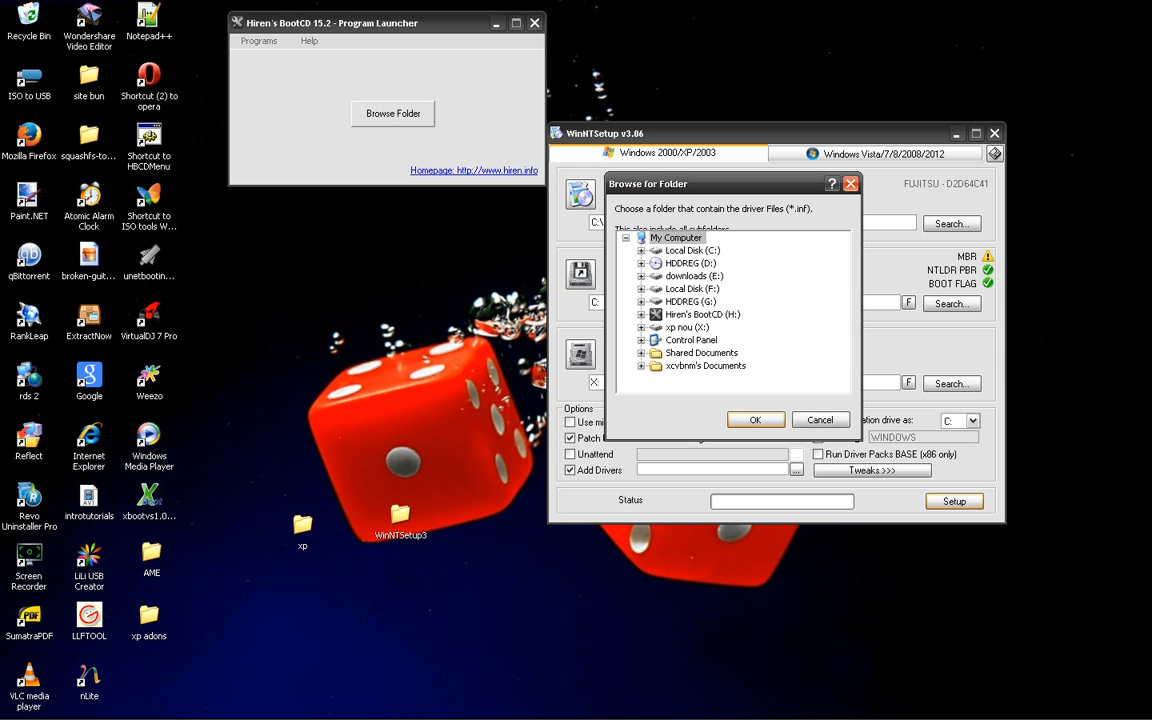 Recycle Bin
Wondershare
Video Editor
Notepad++
ISO to USB
site bun
Shortcut (2) to
opera
Mozilla Firefox
squashfs-to...
Shortcut to
HBCDMenu
Paint.NET
Atomic Alarm
Clock
Shortcut to
ISO tools W...
qBittorrent
broken-guit...
unetbootin...
RankLeap
ExtractNow
VirtualDJ 7 Pro
rds 2
Google
Weezo
Reflect
Internet
Explorer
Windows
Media Player
Revo
Uninstaller Pro
introtutorials
xbootvs1.0...
Screen
Recorder
LiLi USB
Creator
AME
SumatraPDF
LLFTOOL
xp adons
VLC media
player
nLite
xp
WinNTSetup3
Hiren's BootCD 15.2 - Program Launcher
Programs
Help
Browse Folder
Homepage: http://www.hiren.info
WinNTSetup v3.06
Windows 2000/XP/2003
Windows Vista/7/8/2008/2012
FUJITSU - D2D64C41
C:\
Search...
MBR
NTLDR PBR
BOOT FLAG
C:
F
Search...
X:
F
Search...
Options
ation drive as:
C:
WINDOWS
Unattend
...
Run Driver Packs BASE (x86 only)
Add Drivers
...
Tweaks >>>
Status
Setup
Browse for Folder
Choose a folder that contain the driver Files (*.inf).
This also include all subfolders
My Computer
Local Disk (C:)
HDDREG (D:)
downloads (E:)
Local Disk (F:)
HDDREG (G:)
Hiren's BootCD (H:)
xp nou (X:)
Control Panel
Shared Documents
xcvbnm's Documents
OK
Cancel